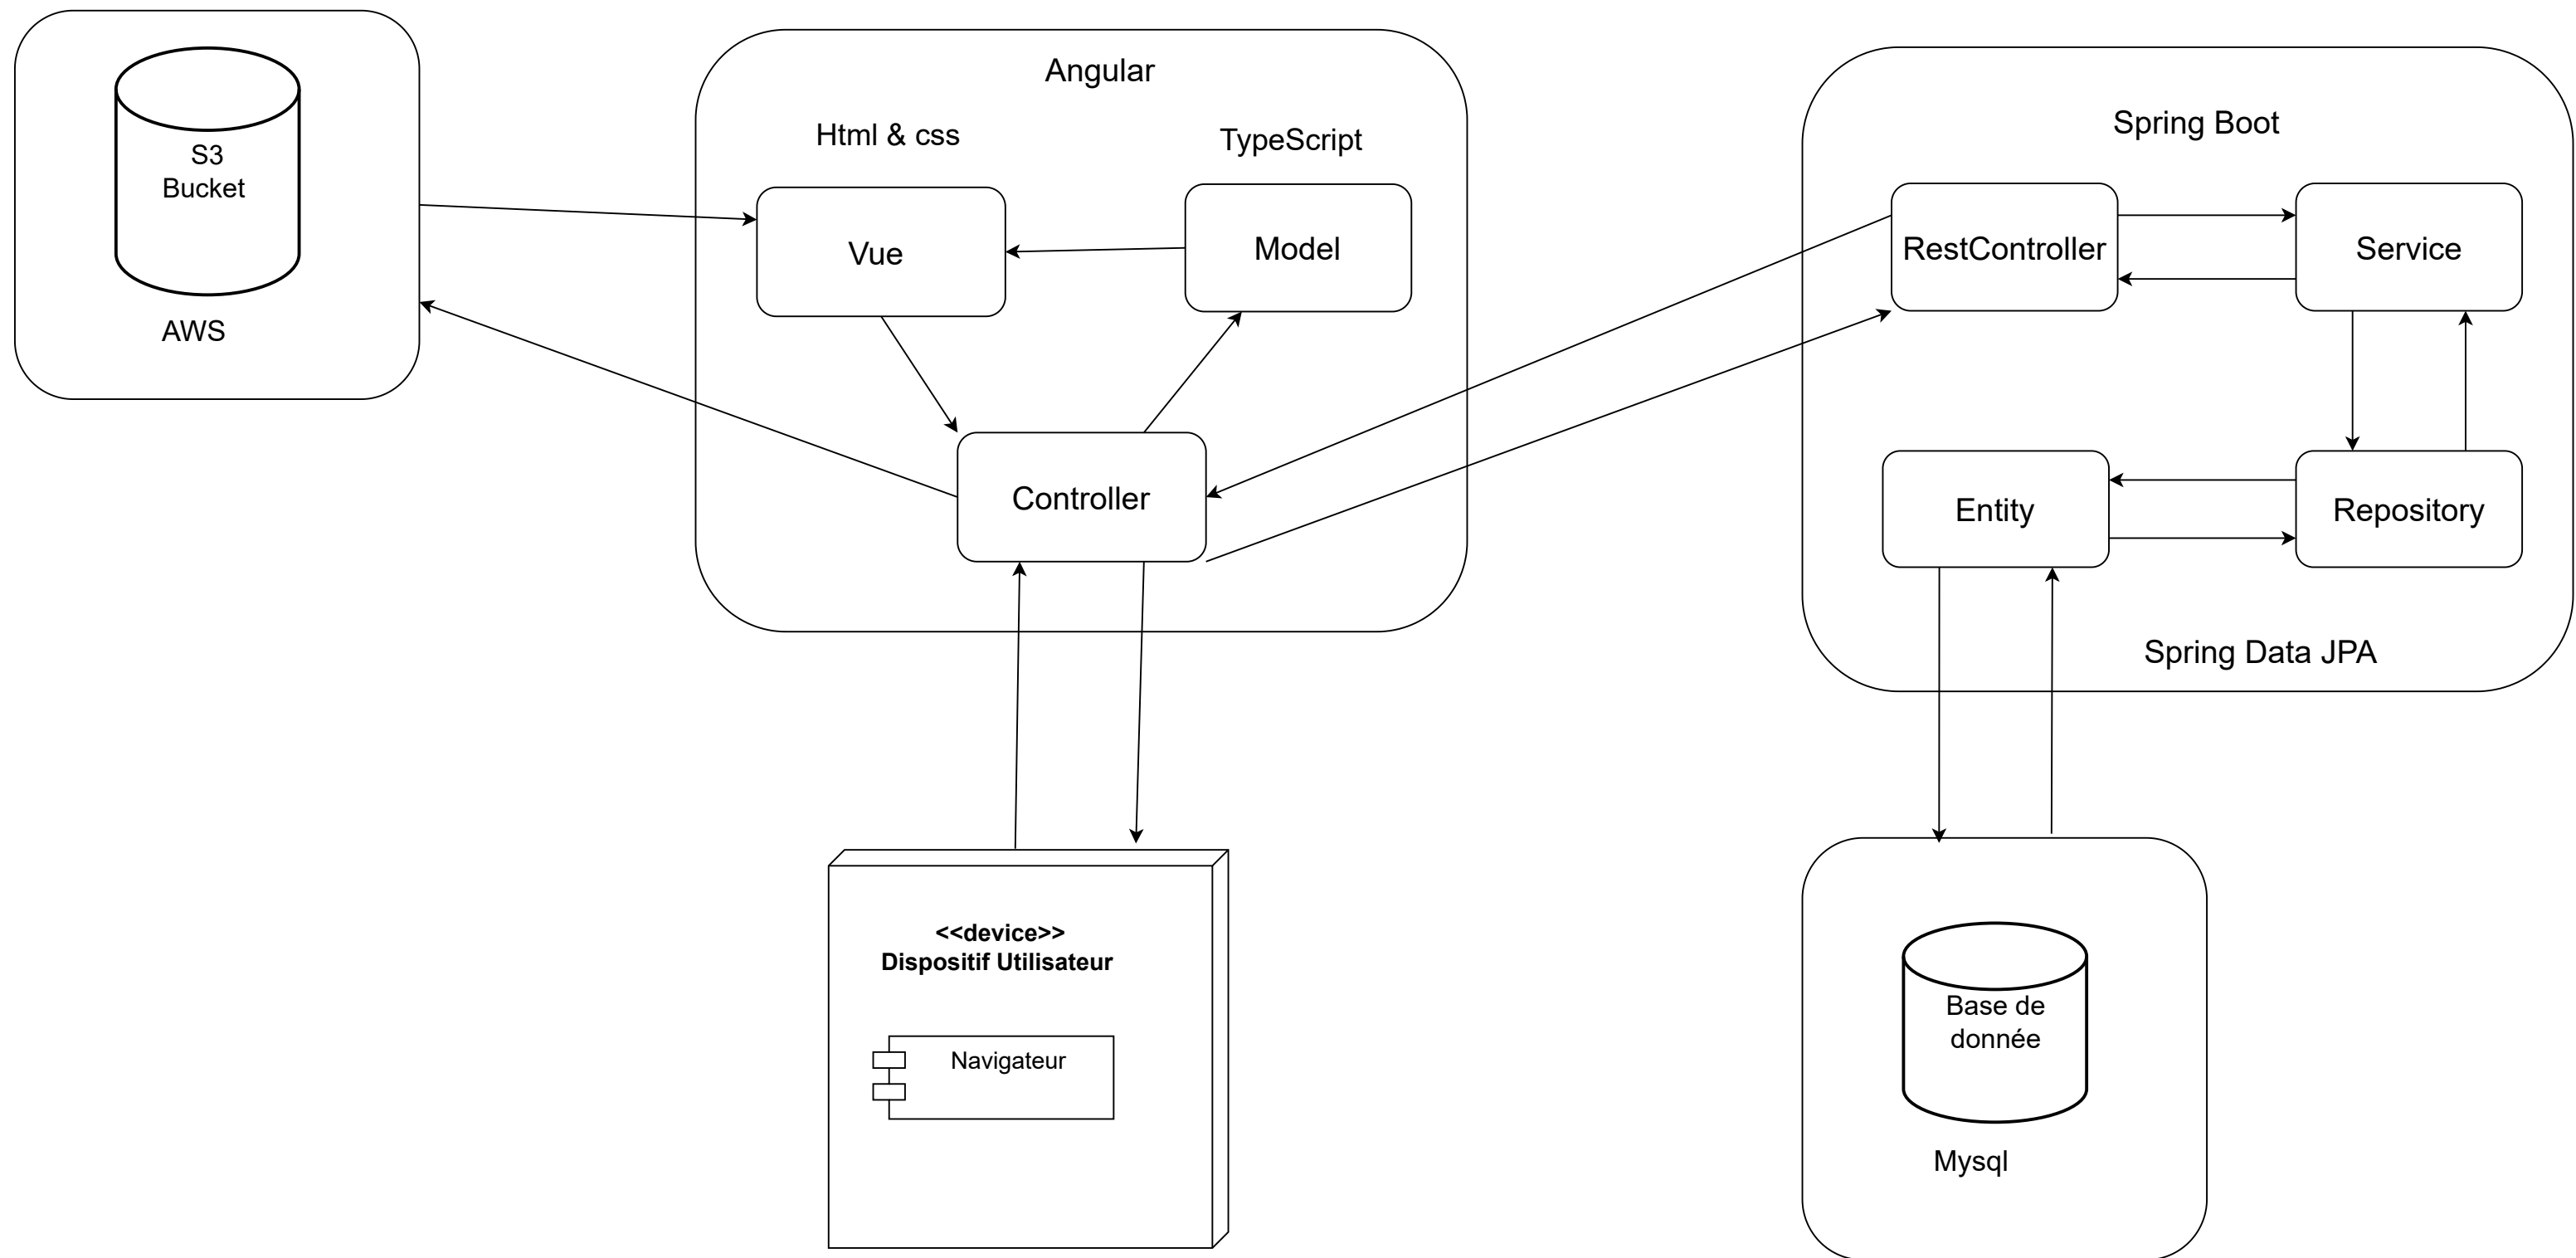 S3
Bucket
AWS
Angular
Html & css
TypeScript
Vue
Model
Controller
Spring Boot
RestController
Service
Entity
Repository
Spring Data JPA
<<device>>
Dispositif Utilisateur
Navigateur
Base de
donnée
Mysql